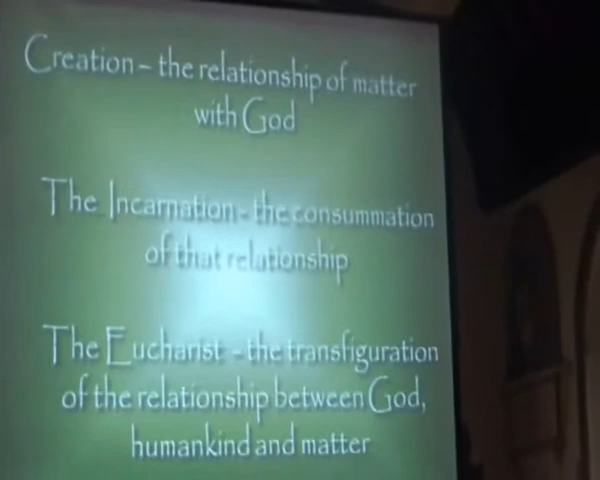 Creation – the relationship of matter
with God
The Incarnation - the consummation
of that relationship
The Eucharist - the transfiguration
of the relationship between God,
humankind and matter